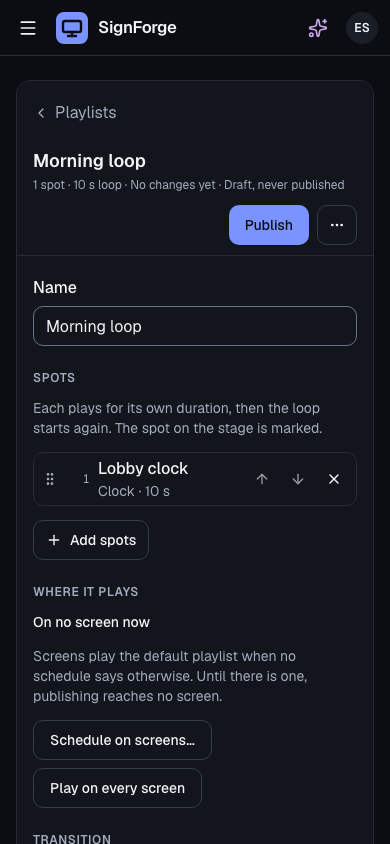 SignForge
ES
Playlists
Morning loop
1 spot · 10 s loop · No changes yet · Draft, never published
Publish
Name
Morning loop
SPOTS
Each plays for its own duration, then the loop
starts again. The spot on the stage is marked.
1 Lobby clock
Clock · 10 s
Add spots
WHERE IT PLAYS
On no screen now
Screens play the default playlist when no
schedule says otherwise. Until there is one,
publishing reaches no screen.
Schedule on screens...
Play on every screen
TRANSITION